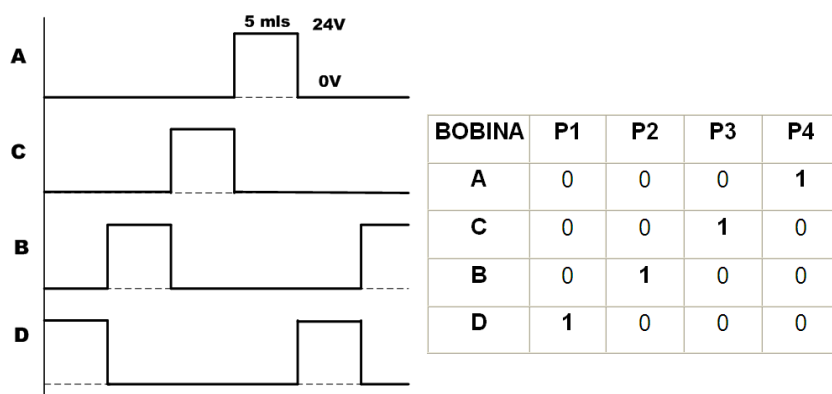 5 mls 24V
A
0V
C
B
D
BOBINA P1 P2 P3 P4
A 0 0 0 1
C 0 0 1 0
B 0 1 0 0
D 1 0 0 0